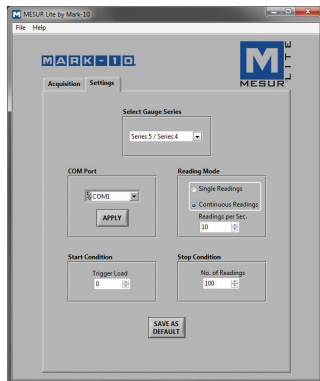 MESUR Lite by Mark-10
File Help
MARK-10
MESUR
LITE
Acquisition Settings
Select Gauge Series
Series 5 / Series 4
COM Port
COM1
APPLY
Reading Mode
Single Readings
Continuous Readings
Readings per Sec.
10
Start Condition
Trigger Load
0
Stop Condition
No. of Readings
100
SAVE AS
DEFAULT